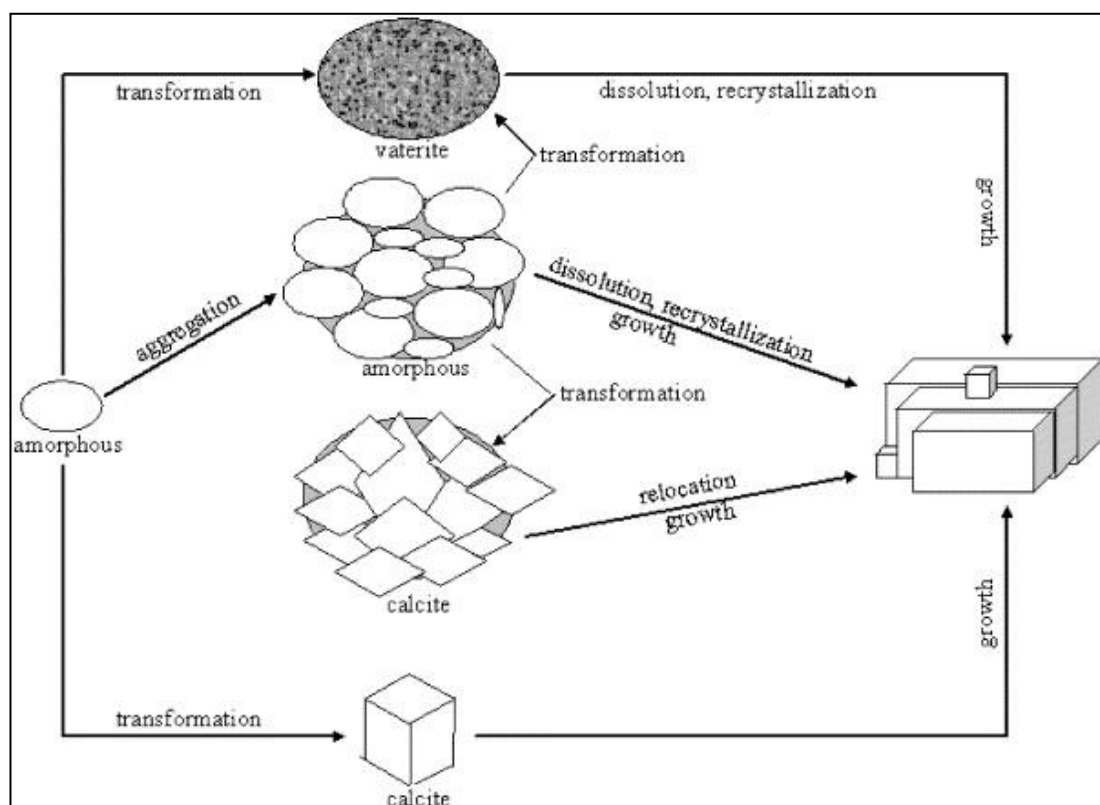 transformation
dissolution, recrystallization
vaterite
transformation
growth
aggregation
dissolution, recrystallization
growth
amorphous
transformation
amorphous
relocation
growth
calcite
growth
transformation
calcite